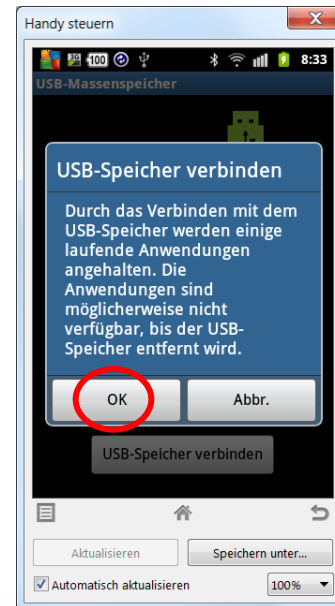 Handy steuern
100
8:33
USB-Massenspeicher
USB-Speicher verbinden
Durch das Verbinden mit dem
USB-Speicher werden einige
laufende Anwendungen
angehalten. Die
Anwendungen sind
möglicherweise nicht
verfügbar, bis der USB-
Speicher entfernt wird.
OK Abbr.
USB-Speicher verbinden
Aktualisieren Speichern unter...
Automatisch aktualisieren 100%